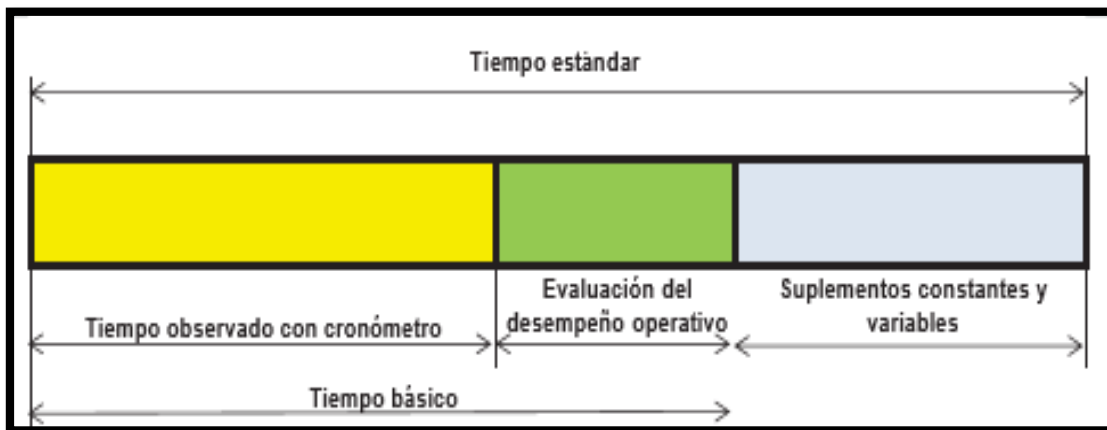 Tiempo estándar
Evaluación del
desempeño operativo
Suplementos constantes y
variables
Tiempo observado con cronómetro
Tiempo básico